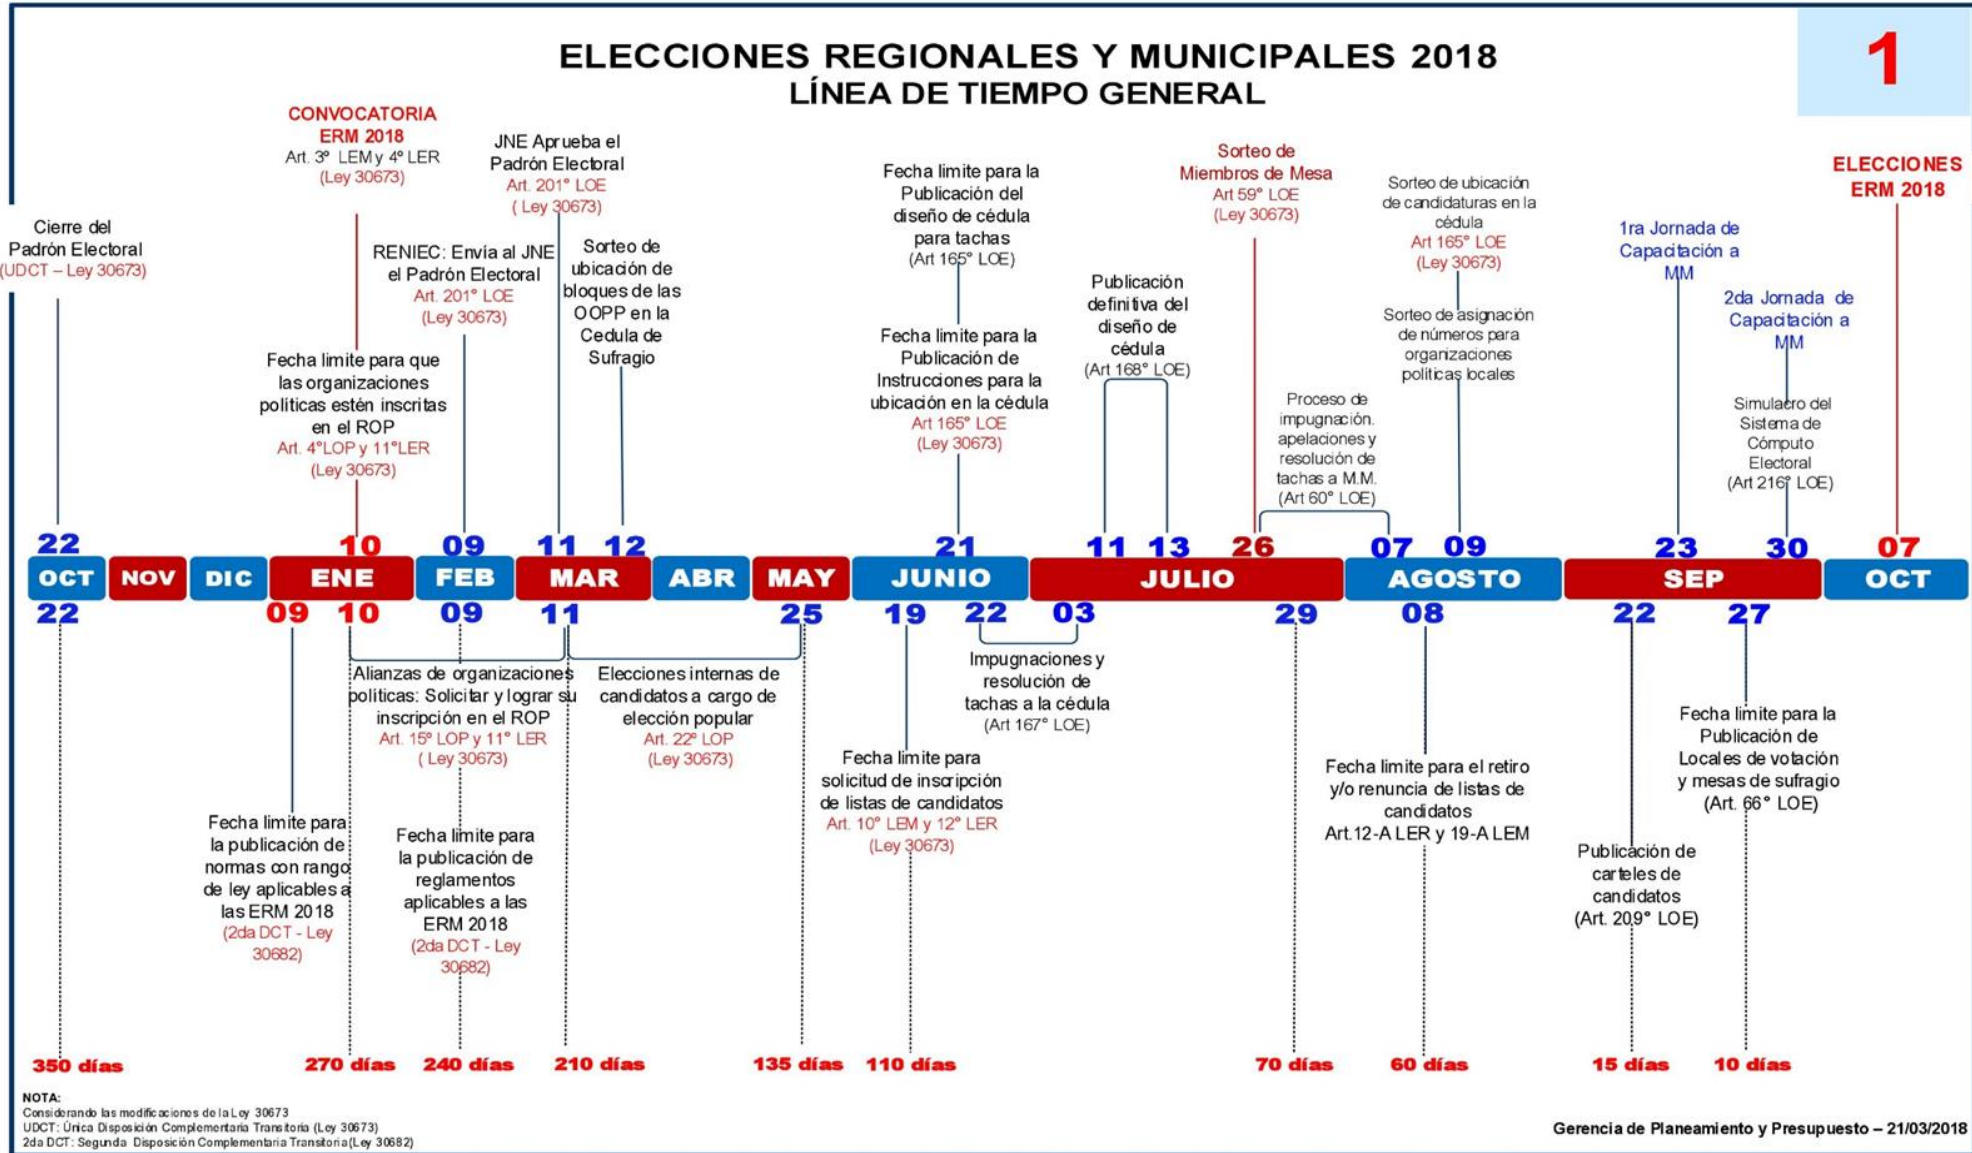 ELECCIONES REGIONALES Y MUNICIPALES 2018
LÍNEA DE TIEMPO GENERAL
1
Cierre del
Padrón Electoral
(UDCT – Ley 30673)
CONVOCATORIA
ERM 2018
Art. 3º LEM y 4º LER
(Ley 30673)
Fecha limite para que
las organizaciones
políticas estén inscritas
en el ROP
Art. 4°LOP y 11°LER
(Ley 30673)
RENIEC: Envía al JNE
el Padrón Electoral
Art. 201° LOE
(Ley 30673)
JNE Aprueba el
Padrón Electoral
Art. 201° LOE
( Ley 30673)
Sorteo de
ubicación de
bloques de las
OOPP en la
Cedula de
Sufragio
Fecha limite para la
Publicación del
diseño de cédula
para tachas
(Art 165° LOE)
Fecha limite para la
Publicación de
Instrucciones para la
ubicación en la cédula
Art 165° LOE
(Ley 30673)
Publicación
definitiva del
diseño de
cédula
(Art 168° LOE)
Sorteo de
Miembros de Mesa
Art 59° LOE
(Ley 30673)
Proceso de
impugnación.
apelaciones y
resolución de
tachas a M.M.
(Art 60° LOE)
Sorteo de ubicación
de candidaturas en la
cédula
Art 165° LOE
(Ley 30673)
Sorteo de asignación
de números para
organizaciones
políticas locales
1ra Jornada de
Capacitación a
MM
2da Jornada de
Capacitación a
MM
Simulacro del
Sistema de
Cómputo
Electoral
(Art 216° LOE)
ELECCIONES
ERM 2018
22 10 09 11 12 21 11 13 26 07 09 23 30 07
OCT NOV DIC ENE FEB MAR ABR MAY JUNIO JULIO AGOSTO SEP OCT
22 09 10 09 11 25 19 22 03 29 08 22 27
Fecha limite para
la publicación de
normas con rango
de ley aplicables a
las ERM 2018
(2da DCT - Ley
30682)
Alianzas de organizaciones
políticas: Solicitar y lograr su
inscripción en el ROP
Art. 15º LOP y 11° LER
( Ley 30673)
Fecha limite para
la publicación de
reglamentos
aplicables a las
ERM 2018
(2da DCT - Ley
30682)
Elecciones internas de
candidatos a cargo de
elección popular
Art. 22º LOP
(Ley 30673)
Fecha limite para
solicitud de inscripción
de listas de candidatos
Art. 10° LEM y 12° LER
(Ley 30673)
Impugnaciones y
resolución de
tachas a la cédula
(Art 167° LOE)
Fecha limite para el retiro
y/o renuncia de listas de
candidatos
Art.12-A LER y 19-A LEM
Publicación de
carteles de
candidatos
(Art. 209° LOE)
Fecha limite para la
Publicación de
Locales de votación
y mesas de sufragio
(Art. 66° LOE)
350 días 270 días 240 días 210 días 135 días 110 días 70 días 60 días 15 días 10 días
NOTA:
Considerando las modificaciones de la Ley 30673
UDCT: Única Disposición Complementaria Transitoria (Ley 30673)
2da DCT: Segunda Disposición Complementaria Transitoria(Ley 30682)
Gerencia de Planeamiento y Presupuesto – 21/03/2018